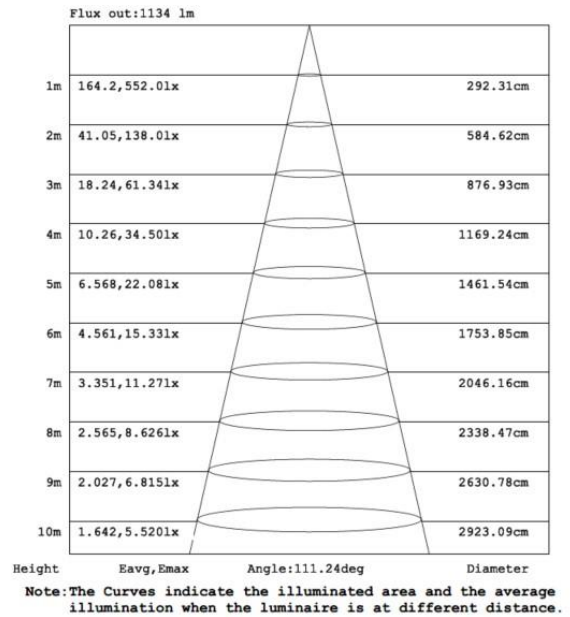 Flux out:1134 lm
1m 164.2,552.0lx 292.31cm
2m 41.05,138.0lx 584.62cm
3m 18.24,61.34lx 876.93cm
4m 10.26,34.50lx 1169.24cm
5m 6.568,22.08lx 1461.54cm
6m 4.561,15.33lx 1753.85cm
7m 3.351,11.27lx 2046.16cm
8m 2.565,8.626lx 2338.47cm
9m 2.027,6.815lx 2630.78cm
10m 1.642,5.520lx 2923.09cm
Height Eavg,Emax Angle:111.24deg Diameter
Note:The Curves indicate the illuminated area and the average
illumination when the luminaire is at different distance.